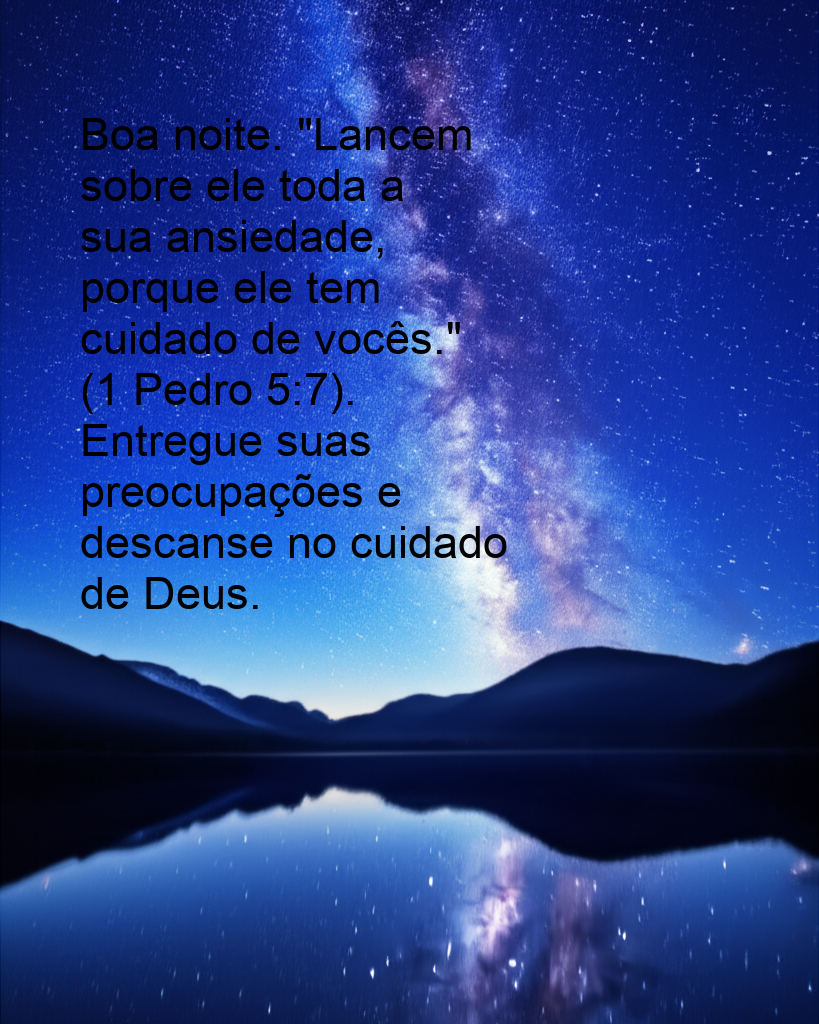 Boa noite. "Lancem
sobre ele toda a
sua ansiedade,
porque ele tem
cuidado de vocês."
(1 Pedro 5:7).
Entregue suas
preocupações e
descanse no cuidado
de Deus.